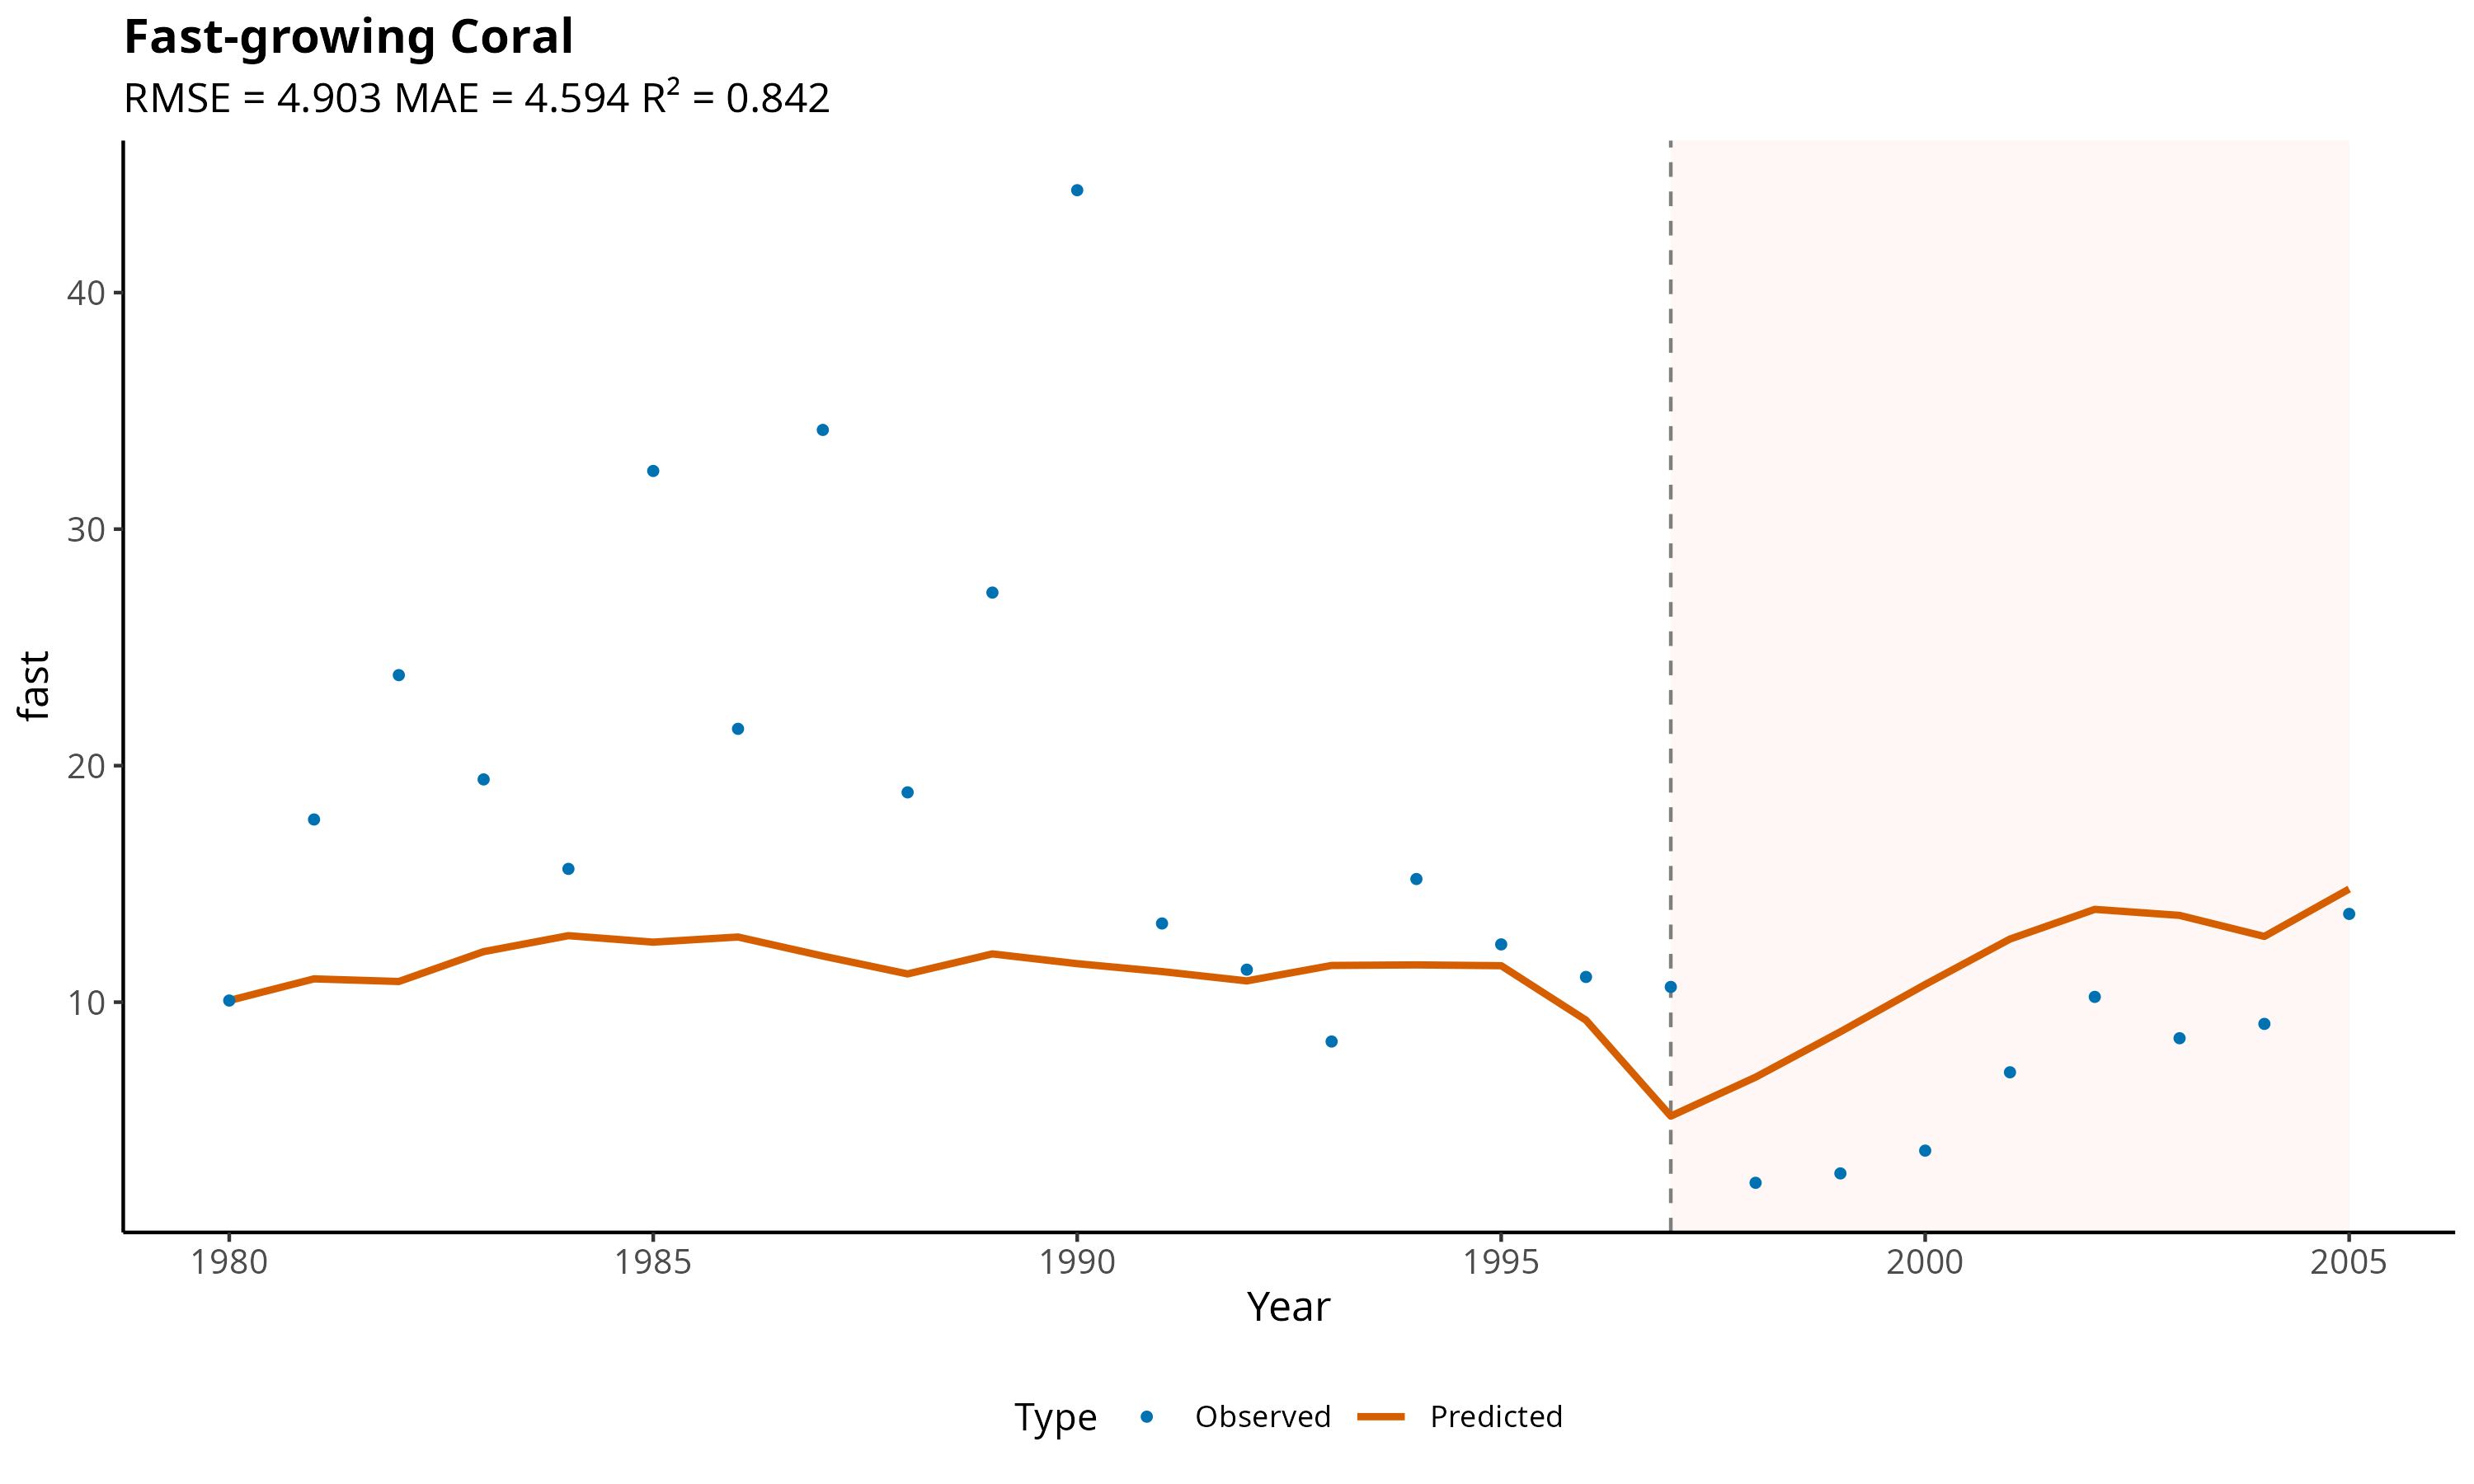 Fast-growing Coral
RMSE = 4.903 MAE = 4.594 R² = 0.842
fast
40
30
20
10
1980 1985 1990 1995 2000 2005
Year
Type Observed Predicted